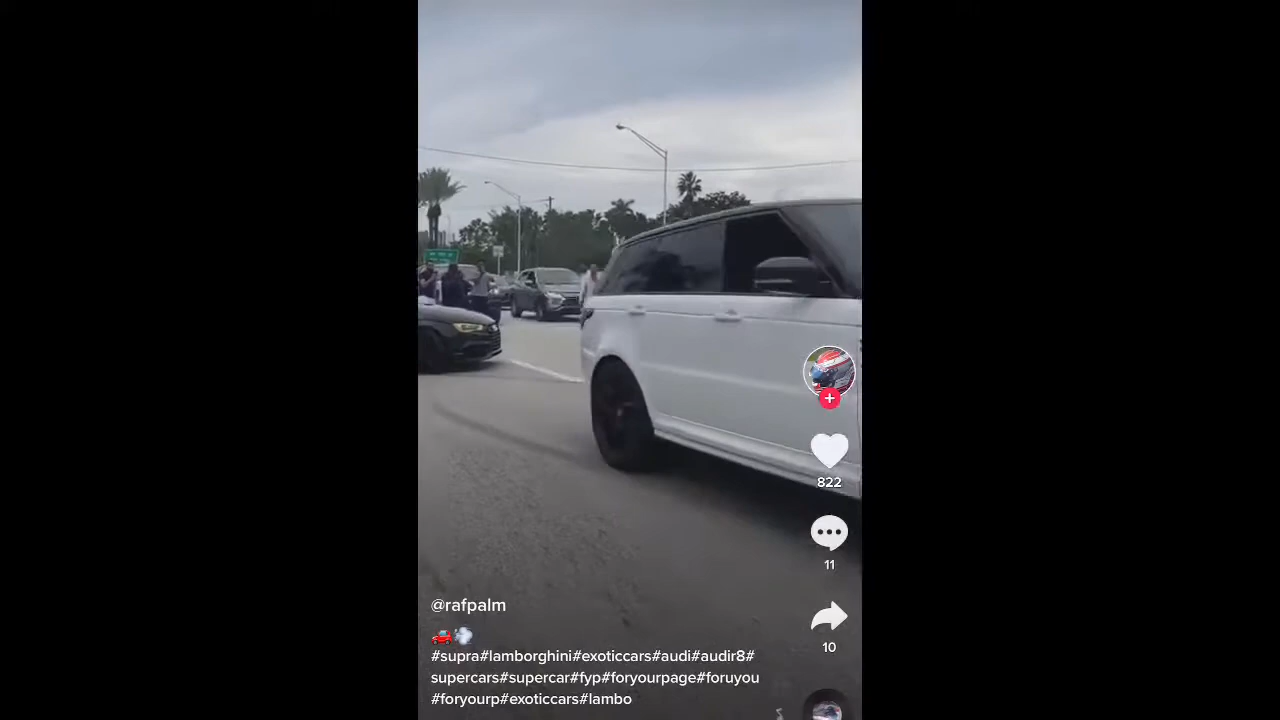 822
11
@rafpalm
10
🚗💨
#supra#lamborghini#exoticcars#audi#audir8#
supercars#supercar#fyp#foryourpage#foruyou
#foryourp#exoticcars#lambo